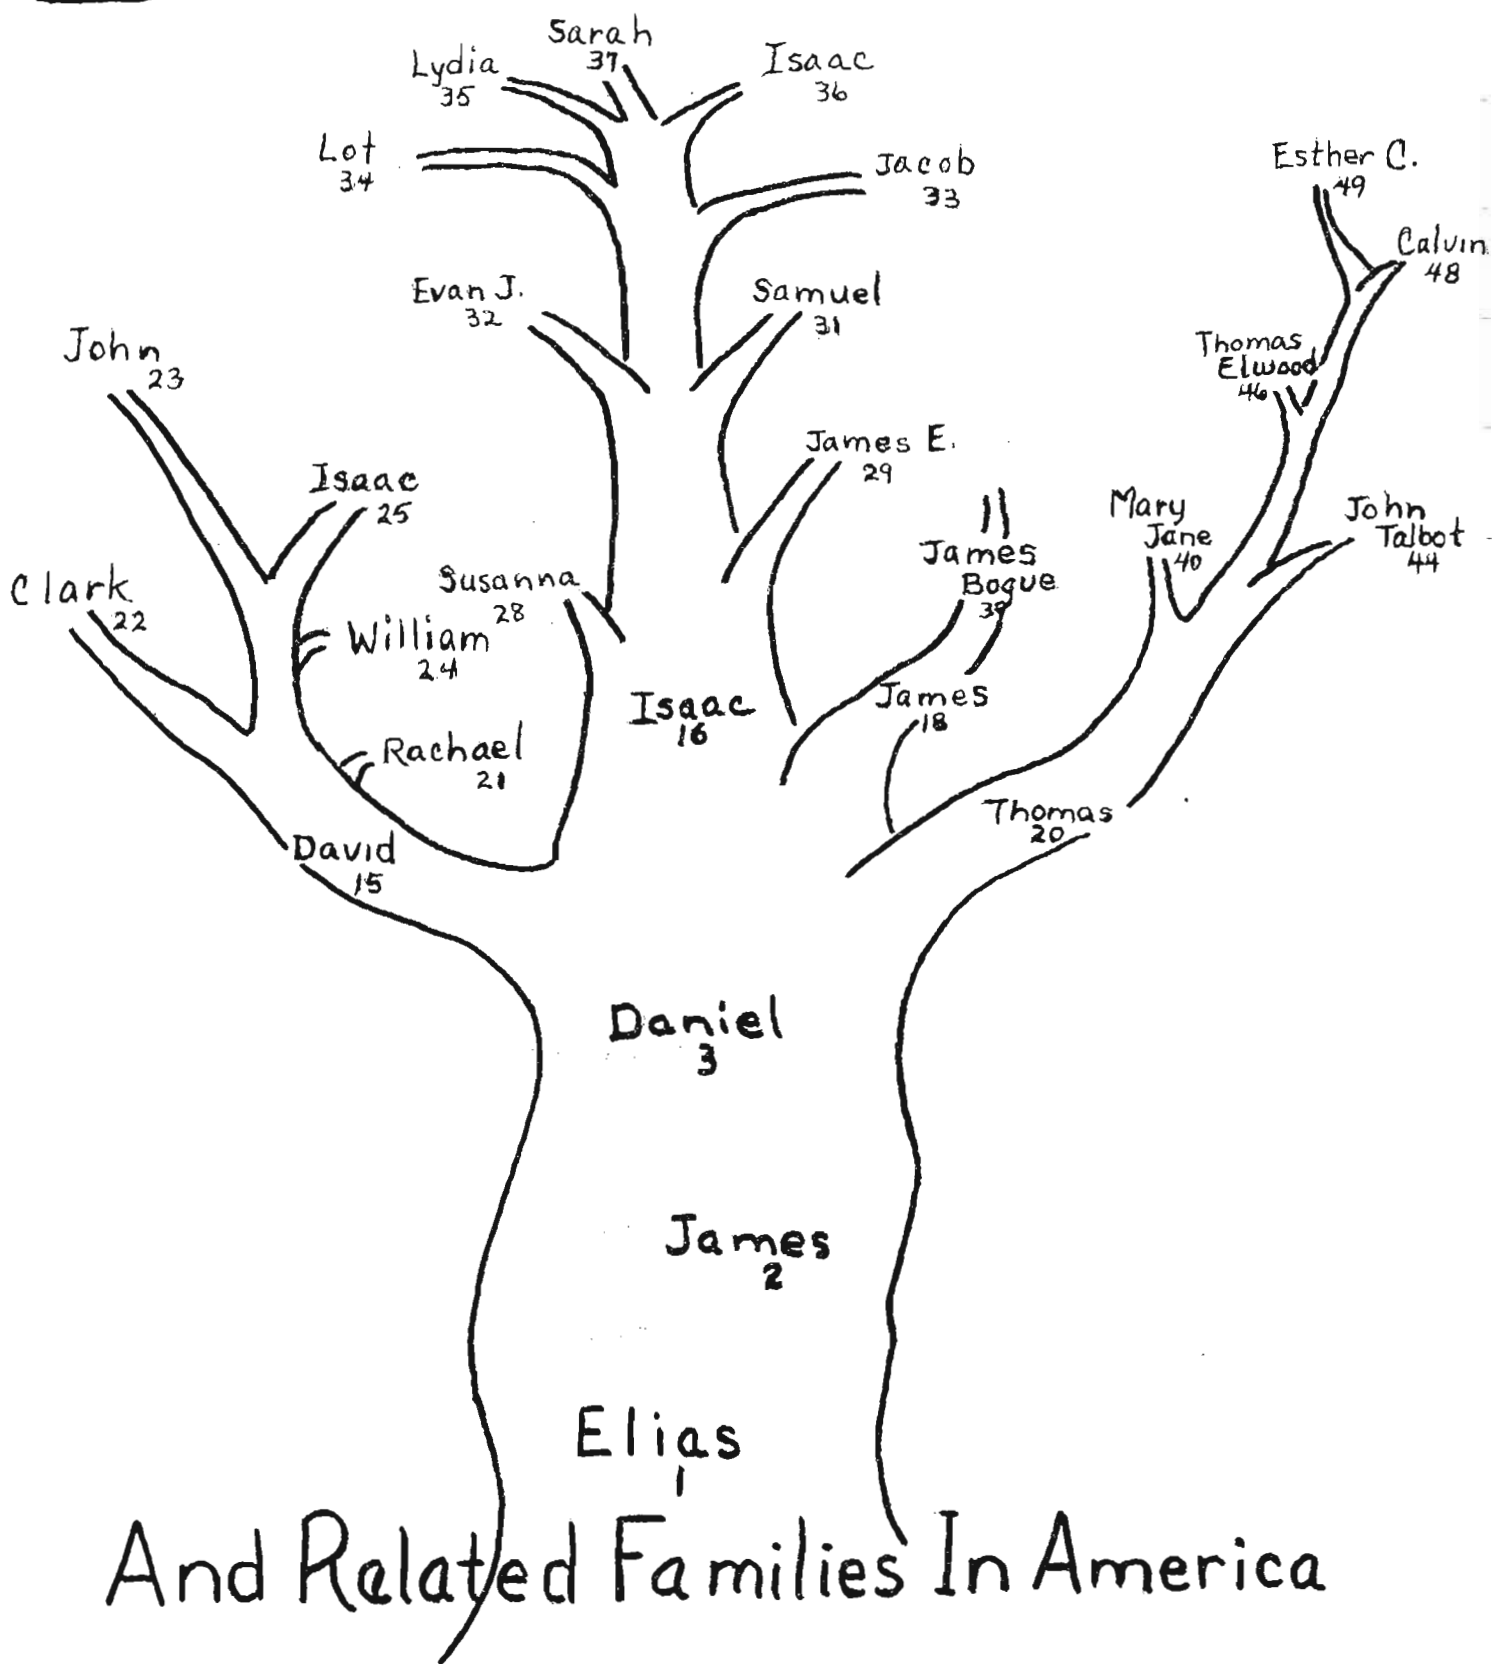 Sarah
37
Lydia
35
Isaac
36
Lot
34
Jacob
33
Esther C.
49
Calvin
48
Evan J.
32
Samuel
31
John
23
Thomas
Elwood
46
James E.
29
Isaac
25
Mary
Jane
40
John
Talbot
44
James
Bogue
Clark
22
Susanna
28
William
24
Isaac
16
James
18
Rachael
21
Thomas
20
David
15
Daniel
3
James
2
Elias
1
And Related Families In America